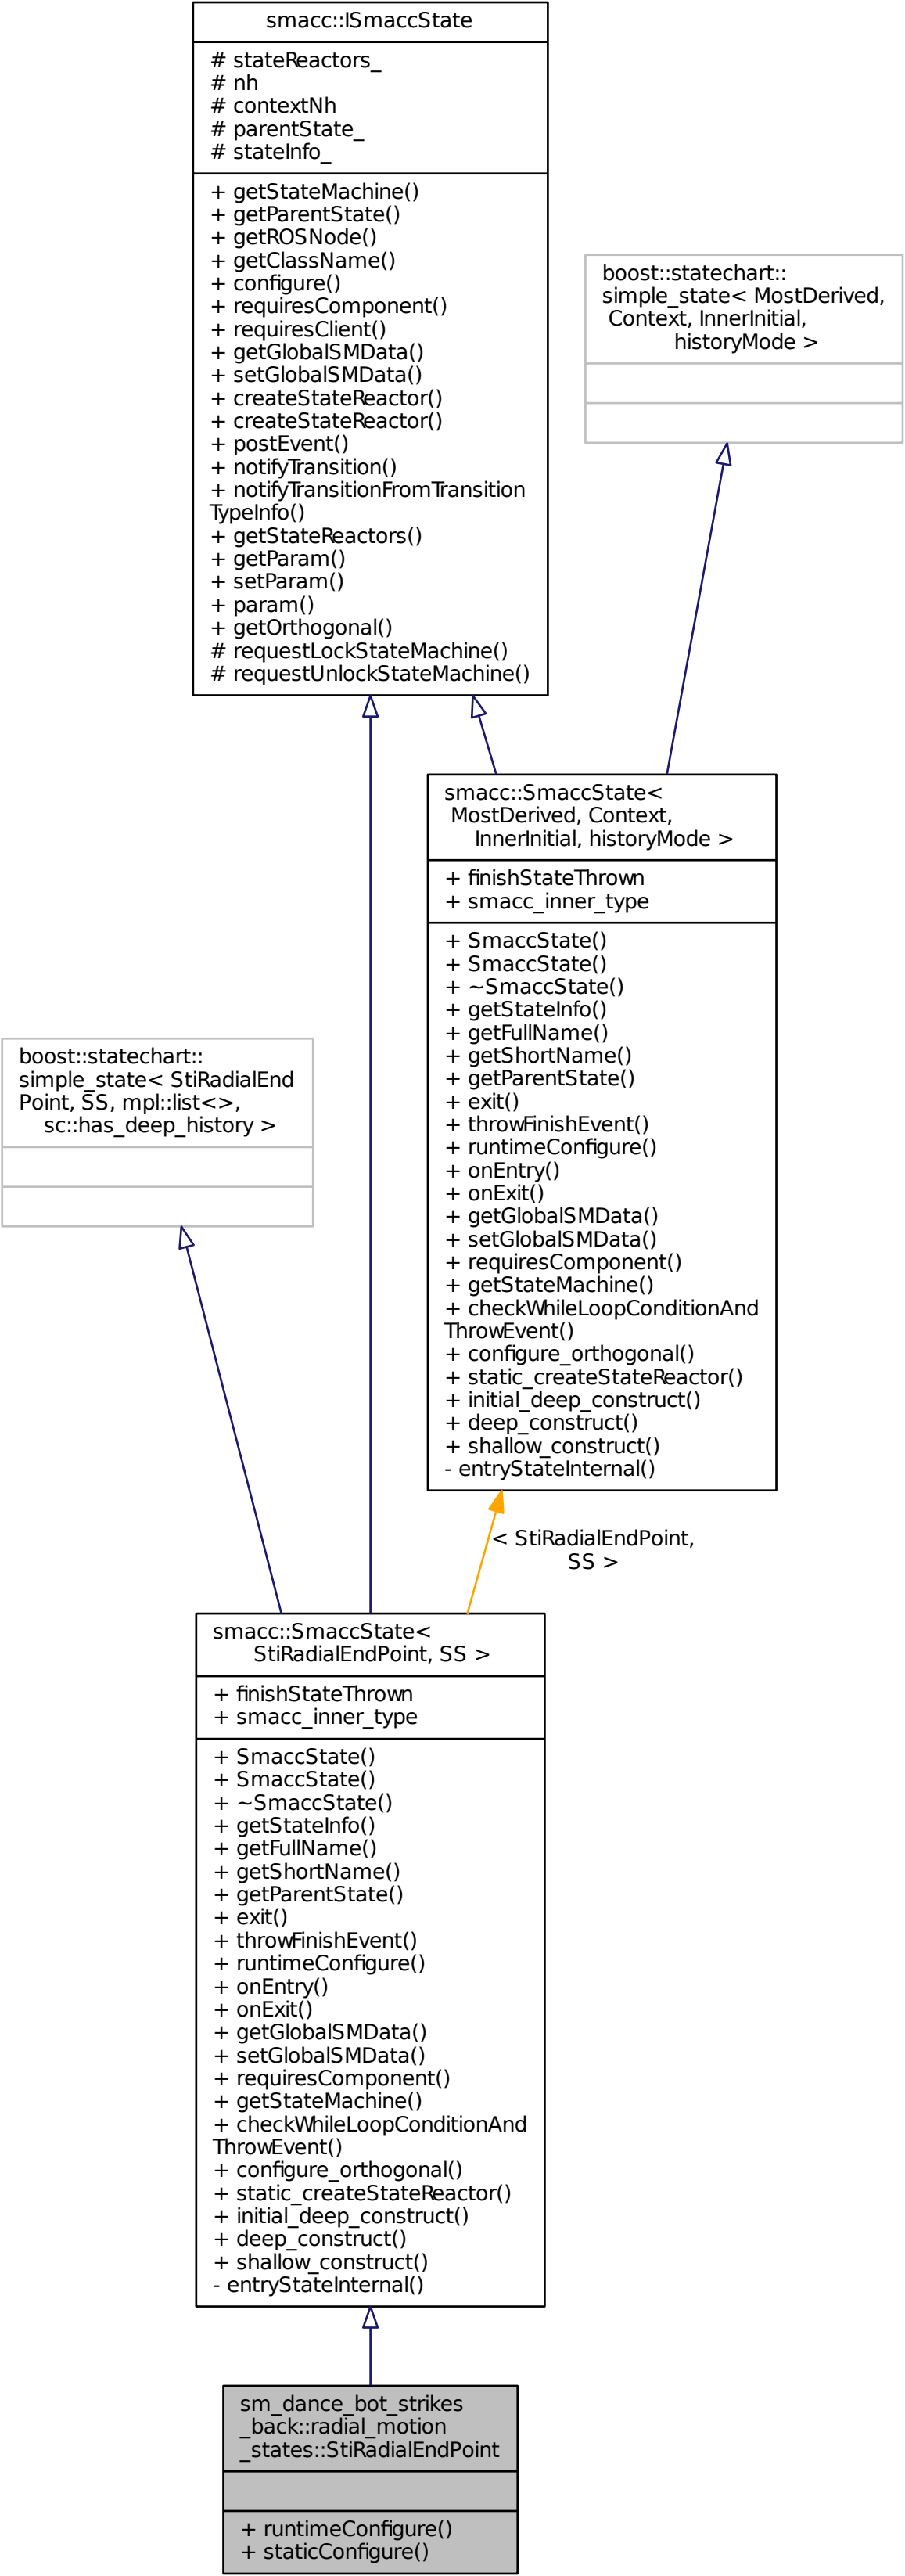 smacc::ISmaccState
# stateReactors_
# nh
# contextNh
# parentState_
# stateInfo_
+ getStateMachine()
+ getParentState()
+ getROSNode()
+ getClassName()
+ configure()
+ requiresComponent()
+ requiresClient()
+ getGlobalSMData()
+ setGlobalSMData()
+ createStateReactor()
+ createStateReactor()
+ postEvent()
+ notifyTransition()
+ notifyTransitionFromTransition
TypeInfo()
+ getStateReactors()
+ getParam()
+ setParam()
+ param()
+ getOrthogonal()
# requestLockStateMachine()
# requestUnlockStateMachine()
boost::statechart::
simple_state< MostDerived,
Context, InnerInitial,
historyMode >
smacc::SmaccState<
MostDerived, Context,
InnerInitial, historyMode >
+ finishStateThrown
+ smacc_inner_type
+ SmaccState()
+ SmaccState()
+ ~SmaccState()
+ getStateInfo()
+ getFullName()
+ getShortName()
+ getParentState()
+ exit()
+ throwFinishEvent()
+ runtimeConfigure()
+ onEntry()
+ onExit()
+ getGlobalSMData()
+ setGlobalSMData()
+ requiresComponent()
+ getStateMachine()
+ checkWhileLoopConditionAnd
ThrowEvent()
+ configure_orthogonal()
+ static_createStateReactor()
+ initial_deep_construct()
+ deep_construct()
+ shallow_construct()
- entryStateInternal()
boost::statechart::
simple_state< StiRadialEnd
Point, SS, mpl::list<>,
sc::has_deep_history >
< StiRadialEndPoint,
SS >
smacc::SmaccState<
StiRadialEndPoint, SS >
+ finishStateThrown
+ smacc_inner_type
+ SmaccState()
+ SmaccState()
+ ~SmaccState()
+ getStateInfo()
+ getFullName()
+ getShortName()
+ getParentState()
+ exit()
+ throwFinishEvent()
+ runtimeConfigure()
+ onEntry()
+ onExit()
+ getGlobalSMData()
+ setGlobalSMData()
+ requiresComponent()
+ getStateMachine()
+ checkWhileLoopConditionAnd
ThrowEvent()
+ configure_orthogonal()
+ static_createStateReactor()
+ initial_deep_construct()
+ deep_construct()
+ shallow_construct()
- entryStateInternal()
sm_dance_bot_strikes
_back::radial_motion
_states::StiRadialEndPoint
+ runtimeConfigure()
+ staticConfigure()